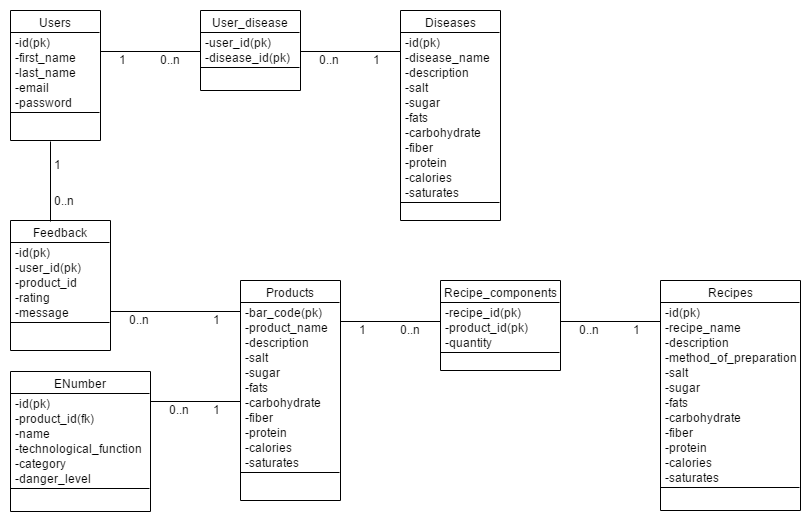 Users
-id(pk)
-first_name
-last_name
-email
-password
1
0..n
User_disease
-user_id(pk)
-disease_id(pk)
0..n
1
Diseases
-id(pk)
-disease_name
-description
-salt
-sugar
-fats
-carbohydrate
-fiber
-protein
-calories
-saturates
1
0..n
Feedback
-id(pk)
-user_id(pk)
-product_id
-rating
-message
0..n
1
Products
-bar_code(pk)
-product_name
-description
-salt
-sugar
-fats
-carbohydrate
-fiber
-protein
-calories
-saturates
1
0..n
Recipe_components
-recipe_id(pk)
-product_id(pk)
-quantity
0..n
1
Recipes
-id(pk)
-recipe_name
-description
-method_of_preparation
-salt
-sugar
-fats
-carbohydrate
-fiber
-protein
-calories
-saturates
ENumber
-id(pk)
-product_id(fk)
-name
-technological_function
-category
-danger_level
0..n
1